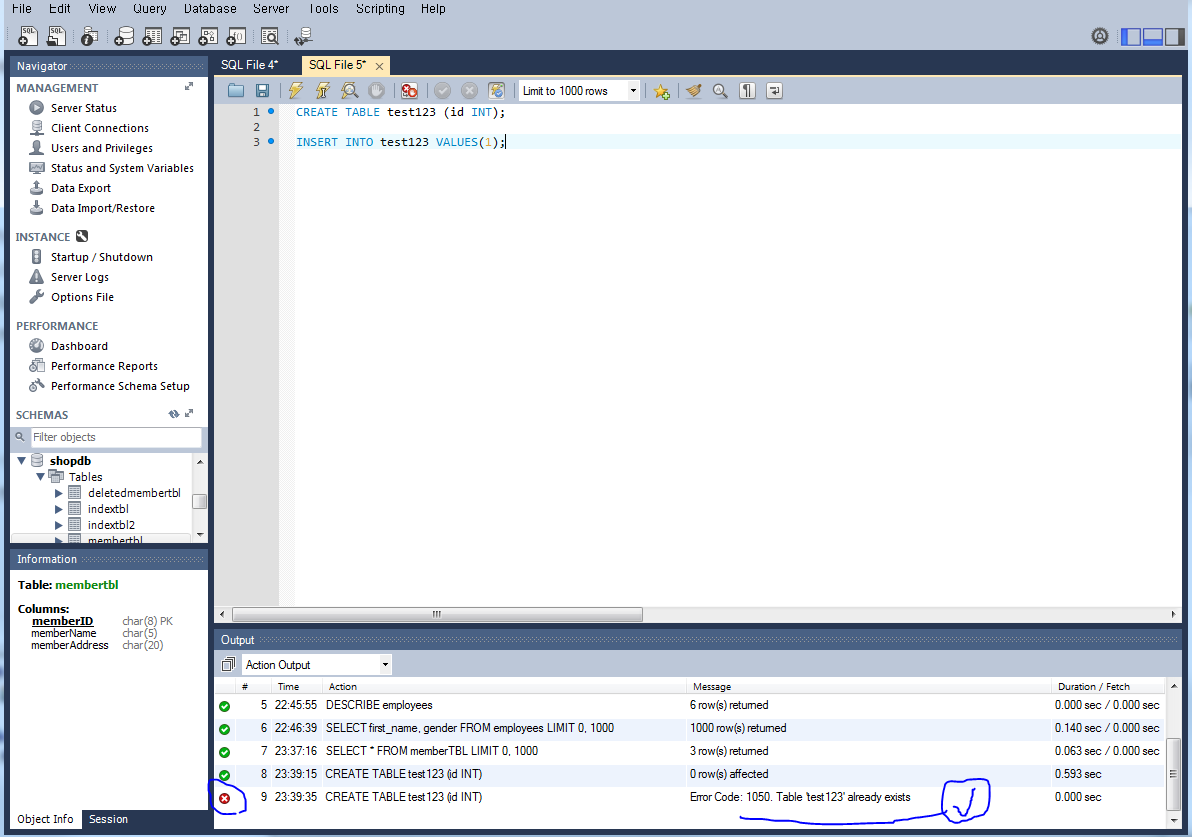 File Edit View Query Database Server Tools Scripting Help
SQL SQL
Navigator
MANAGEMENT
Server Status
Client Connections
Users and Privileges
Status and System Variables
Data Export
Data Import/Restore
INSTANCE
Startup / Shutdown
Server Logs
Options File
PERFORMANCE
Dashboard
Performance Reports
Performance Schema Setup
SCHEMAS
Filter objects
shopdb
Tables
deletedmembertbl
indextbl
indextbl2
membertbl
Information
Table: membertbl
Columns:
memberID char(8) PK
memberName char(5)
memberAddress char(20)
Object Info Session
SQL File 4* SQL File 5*
Limit to 1000 rows
1 CREATE TABLE test123 (id INT);
2
3 INSERT INTO test123 VALUES(1);
Output
Action Output
# Time Action Message Duration / Fetch
5 22:45:55 DESCRIBE employees 6 row(s) returned 0.000 sec / 0.000 sec
6 22:46:39 SELECT first_name, gender FROM employees LIMIT 0, 1000 1000 row(s) returned 0.140 sec / 0.000 sec
7 23:37:16 SELECT * FROM memberTBL LIMIT 0, 1000 3 row(s) returned 0.063 sec / 0.000 sec
8 23:39:15 CREATE TABLE test123 (id INT) 0 row(s) affected 0.593 sec
9 23:39:35 CREATE TABLE test123 (id INT) Error Code: 1050. Table 'test123' already exists 0.000 sec